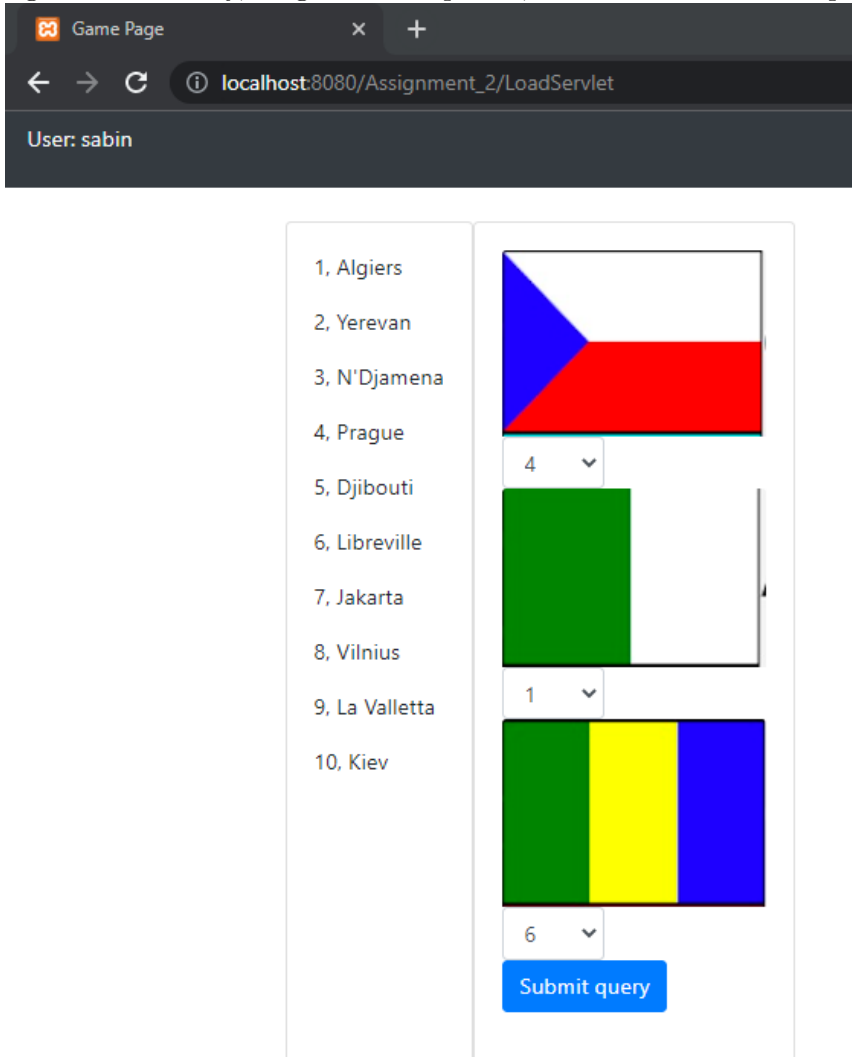 Game Page
localhost:8080/Assignment_2/LoadServlet
User: sabin
1, Algiers
2, Yerevan
3, N'Djamena
4, Prague
5, Djibouti
6, Libreville
7, Jakarta
8, Vilnius
9, La Valletta
10, Kiev
4
1
6
Submit query